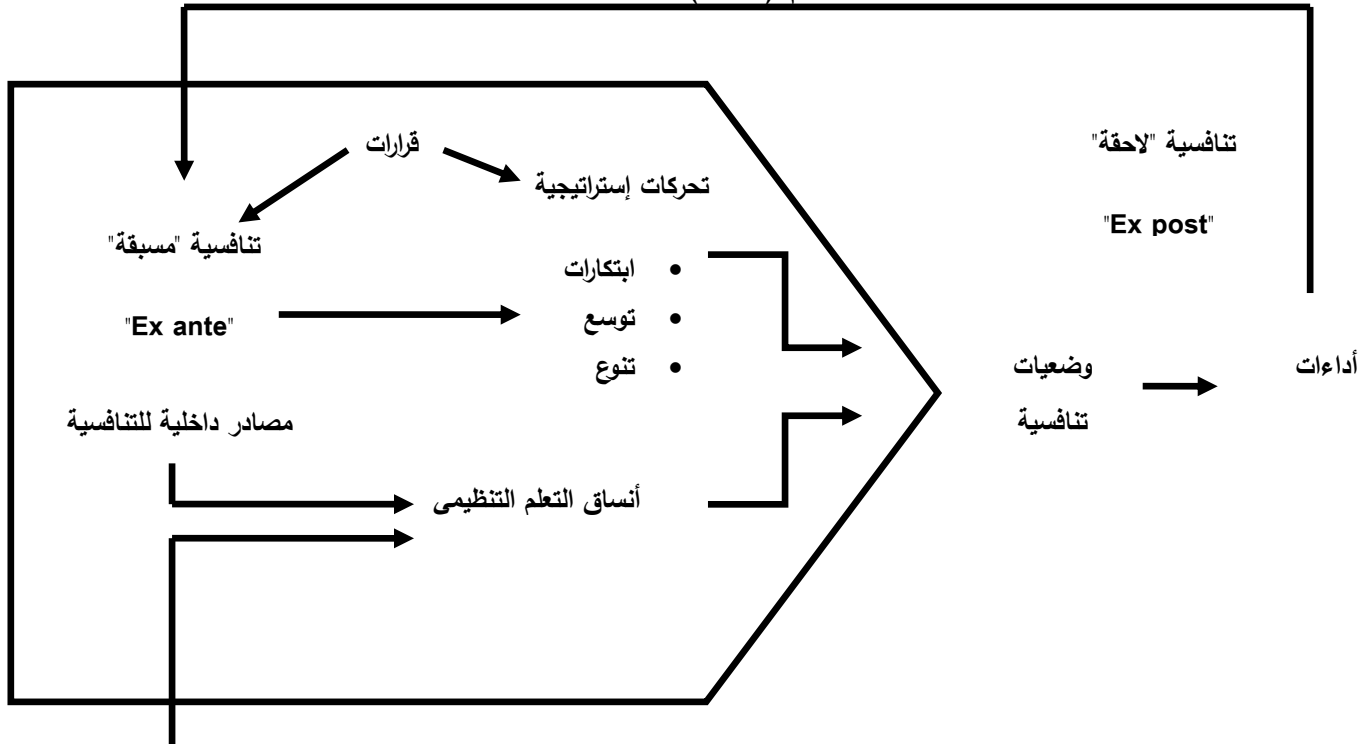 قرارات
تحركات إستراتيجية
تنافسية "مسبقة"
"Ex ante"
• ابتكارات
• توسع
• تنوع
مصادر داخلية للتنافسية
أنساق التعلم التنظيمى
تنافسية "لاحقة"
"Ex post"
وضعيات
تنافسية
أداءات